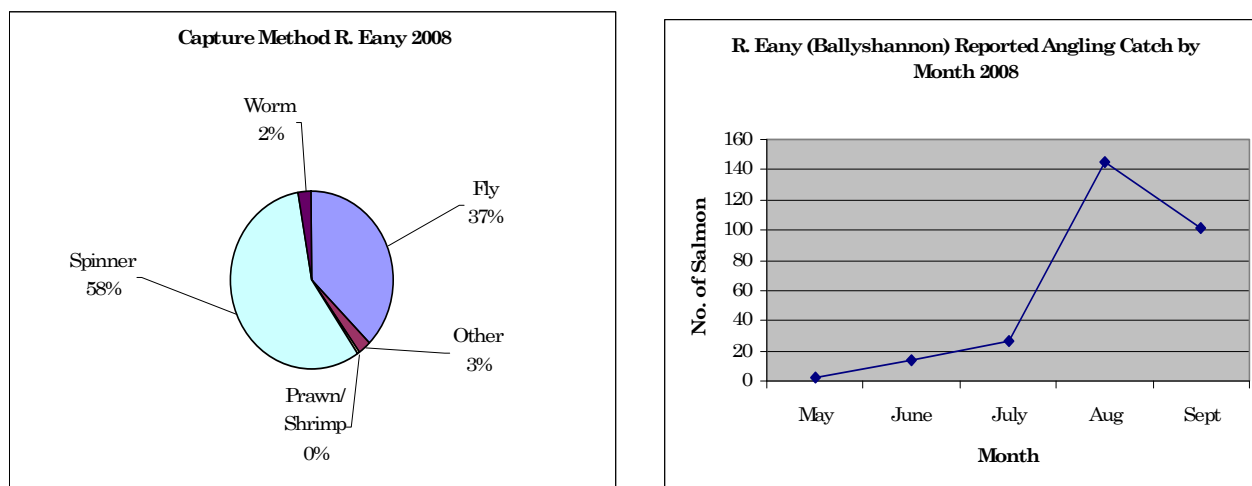 Capture Method R. Eany 2008
Worm
2%
Fly
37%
Spinner
58%
Other
3%
Prawn/
Shrimp
0%
R. Eany (Ballyshannon) Reported Angling Catch by
Month 2008
No. of Salmon
160
140
120
100
80
60
40
20
0
May June July Aug Sept
Month